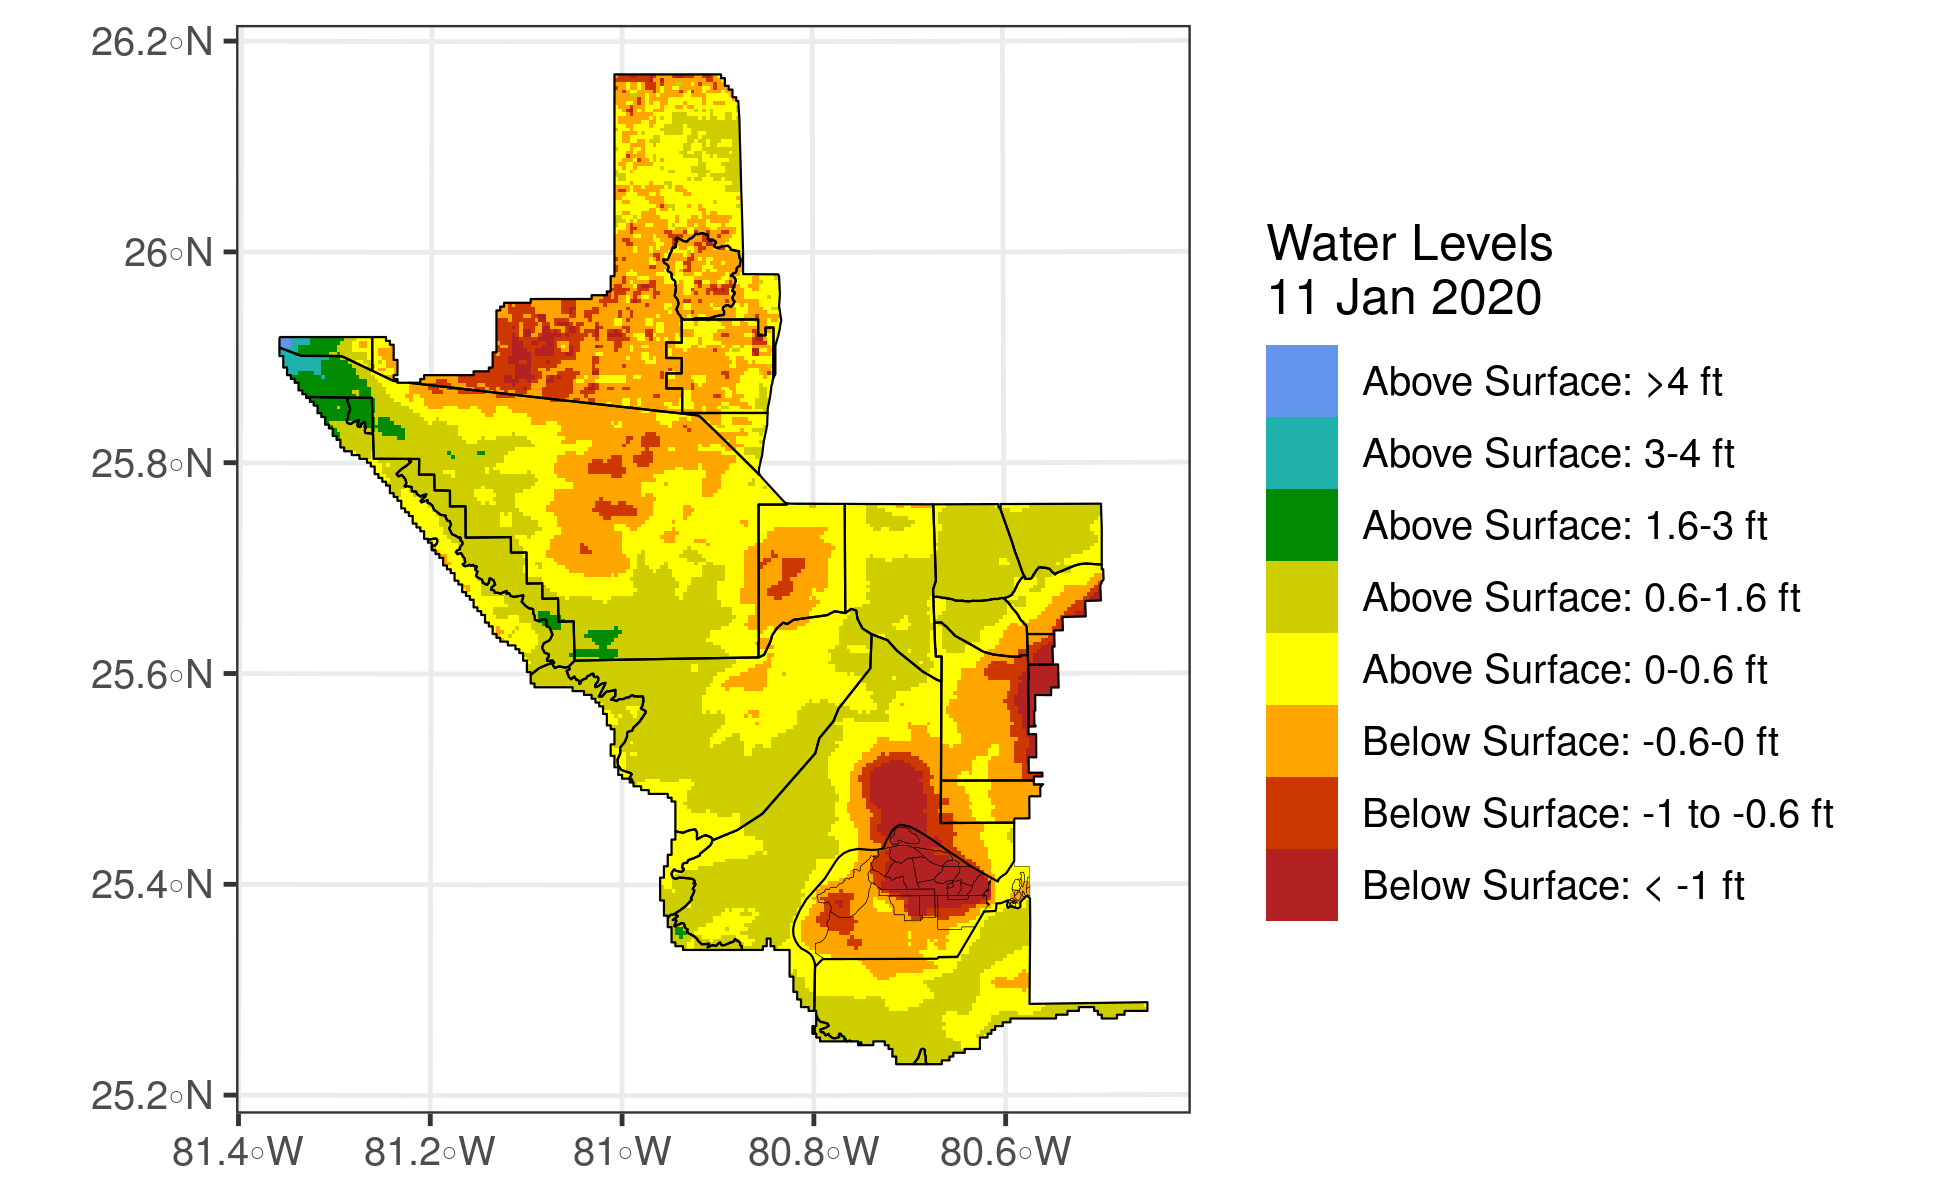 26.2°N
26°N
25.8°N
25.6°N
25.4°N
25.2°N
81.4°W
81.2°W
81°W
80.8°W
80.6°W
Water Levels
11 Jan 2020
Above Surface: >4 ft
Above Surface: 3-4 ft
Above Surface: 1.6-3 ft
Above Surface: 0.6-1.6 ft
Above Surface: 0-0.6 ft
Below Surface: -0.6-0 ft
Below Surface: -1 to -0.6 ft
Below Surface: < -1 ft